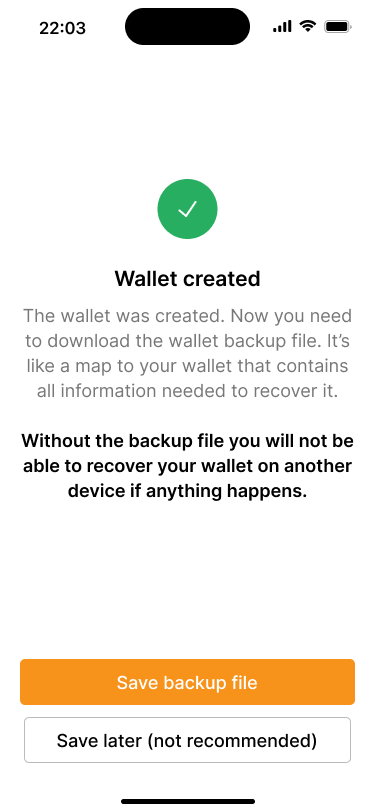 22:03
Wallet created
The wallet was created. Now you need
to download the wallet backup file. It’s
like a map to your wallet that contains
all information needed to recover it.
Without the backup file you will not be
able to recover your wallet on another
device if anything happens.
Save backup file
Save later (not recommended)